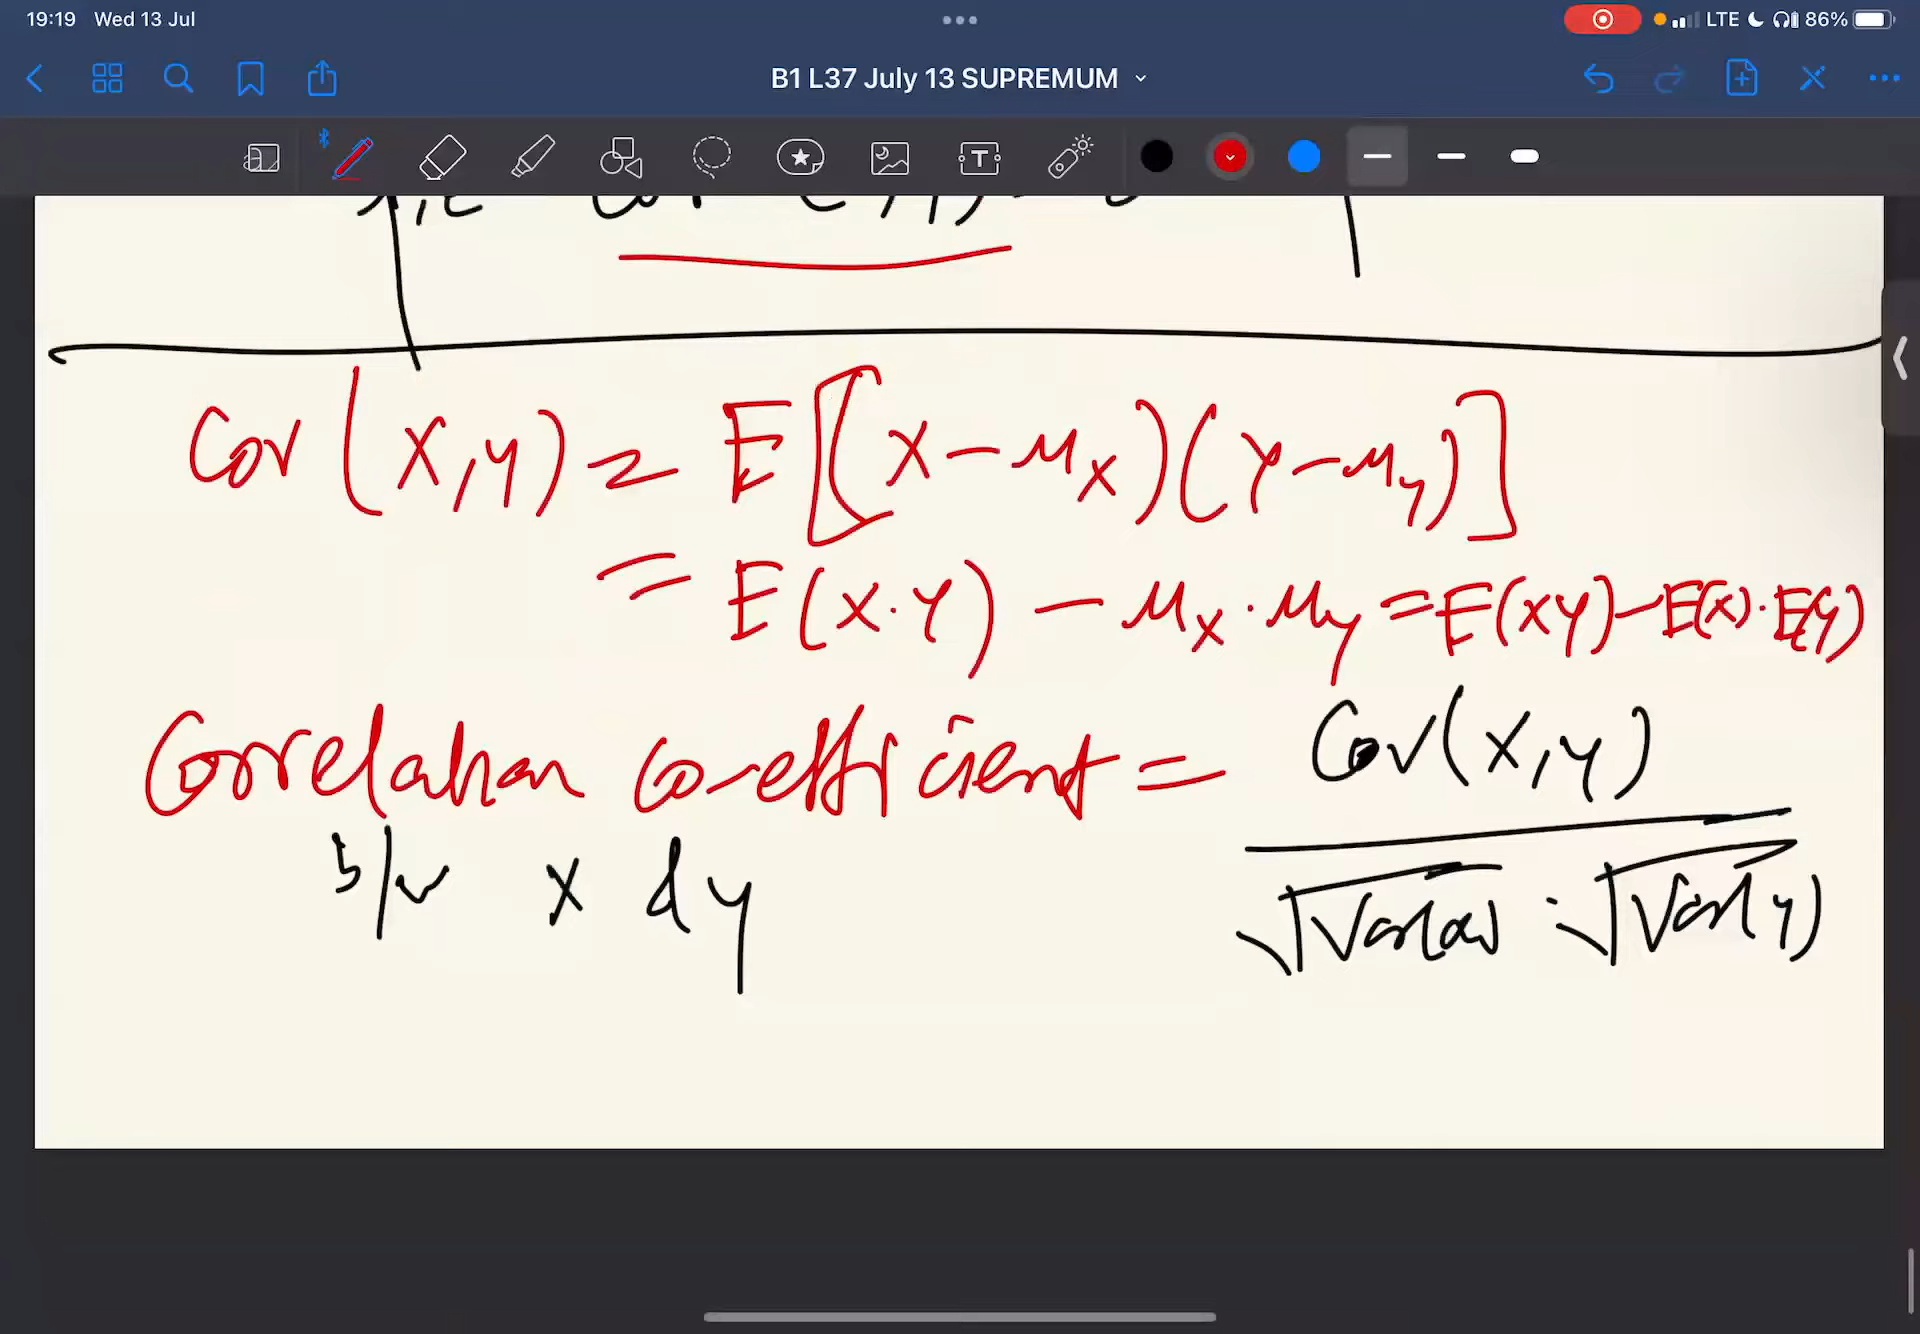 19:19 Wed 13 Jul
LTE 86%
B1 L37 July 13 SUPREMUM
Cov (X,Y) = E[(X-μx)(Y-μy)]
= E(X·Y) - μx·μy = E(XY)-E(X)·E(Y)
Correlation co-efficient = Cov(X,Y)
b/w X & Y
√Var(x) · √Var(y)